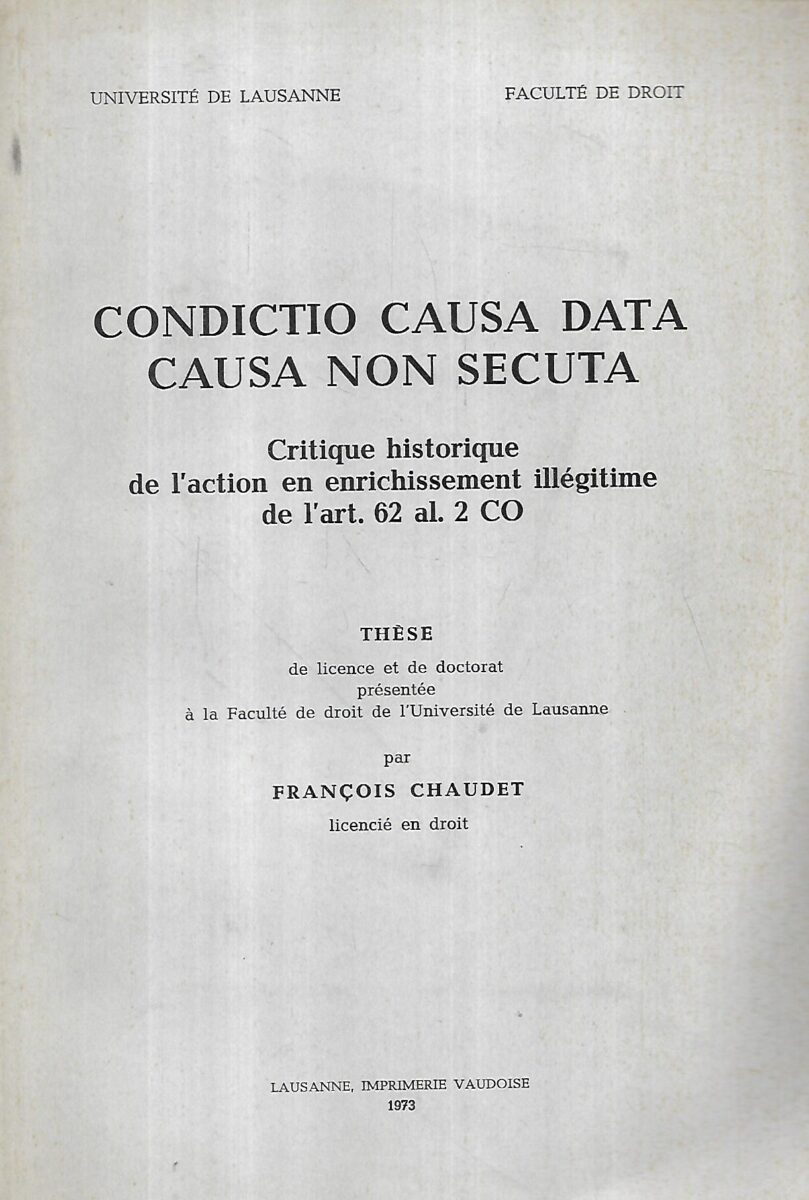 UNIVERSITÉ DE LAUSANNE FACULTÉ DE DROIT
CONDICTIO CAUSA DATA
CAUSA NON SECUTA
Critique historique
de l'action en enrichissement illégitime
de l'art. 62 al. 2 CO
THÈSE
de licence et de doctorat
présentée
à la Faculté de droit de l'Université de Lausanne
par
FRANÇOIS CHAUDET
licencié en droit
LAUSANNE, IMPRIMERIE VAUDOISE
1973